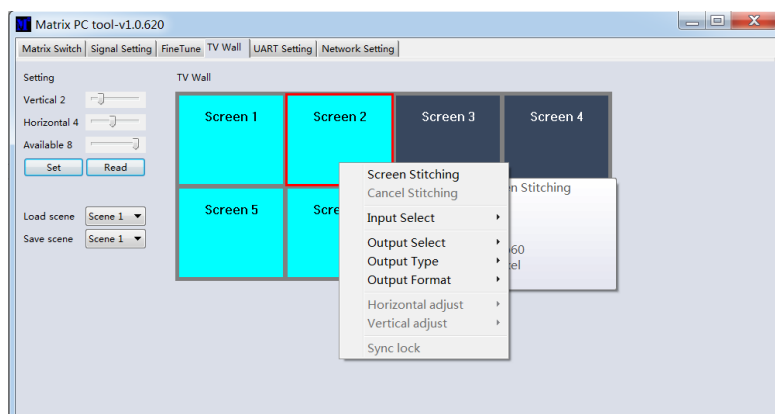 Matrix PC tool-v1.0.620
Matrix Switch Signal Setting FineTune TV Wall UART Setting Network Setting
Setting
TV Wall
Vertical 2
Horizontal 4
Available 8
Set Read
Load scene Scene 1
Save scene Scene 1
Screen 1 Screen 2 Screen 3 Screen 4
Screen 5
Screen Stitching
Cancel Stitching
Input Select
Output Select
Output Type
Output Format
Horizontal adjust
Vertical adjust
Sync lock
Stitching